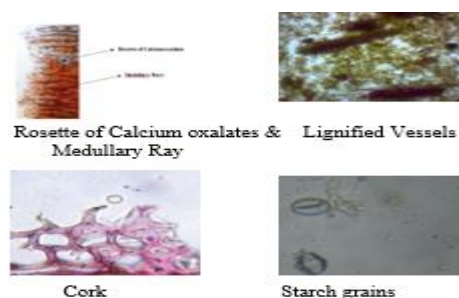 Rosette of Calcium oxalates & Lignified Vessels
Medullary Ray
Cork Starch grains